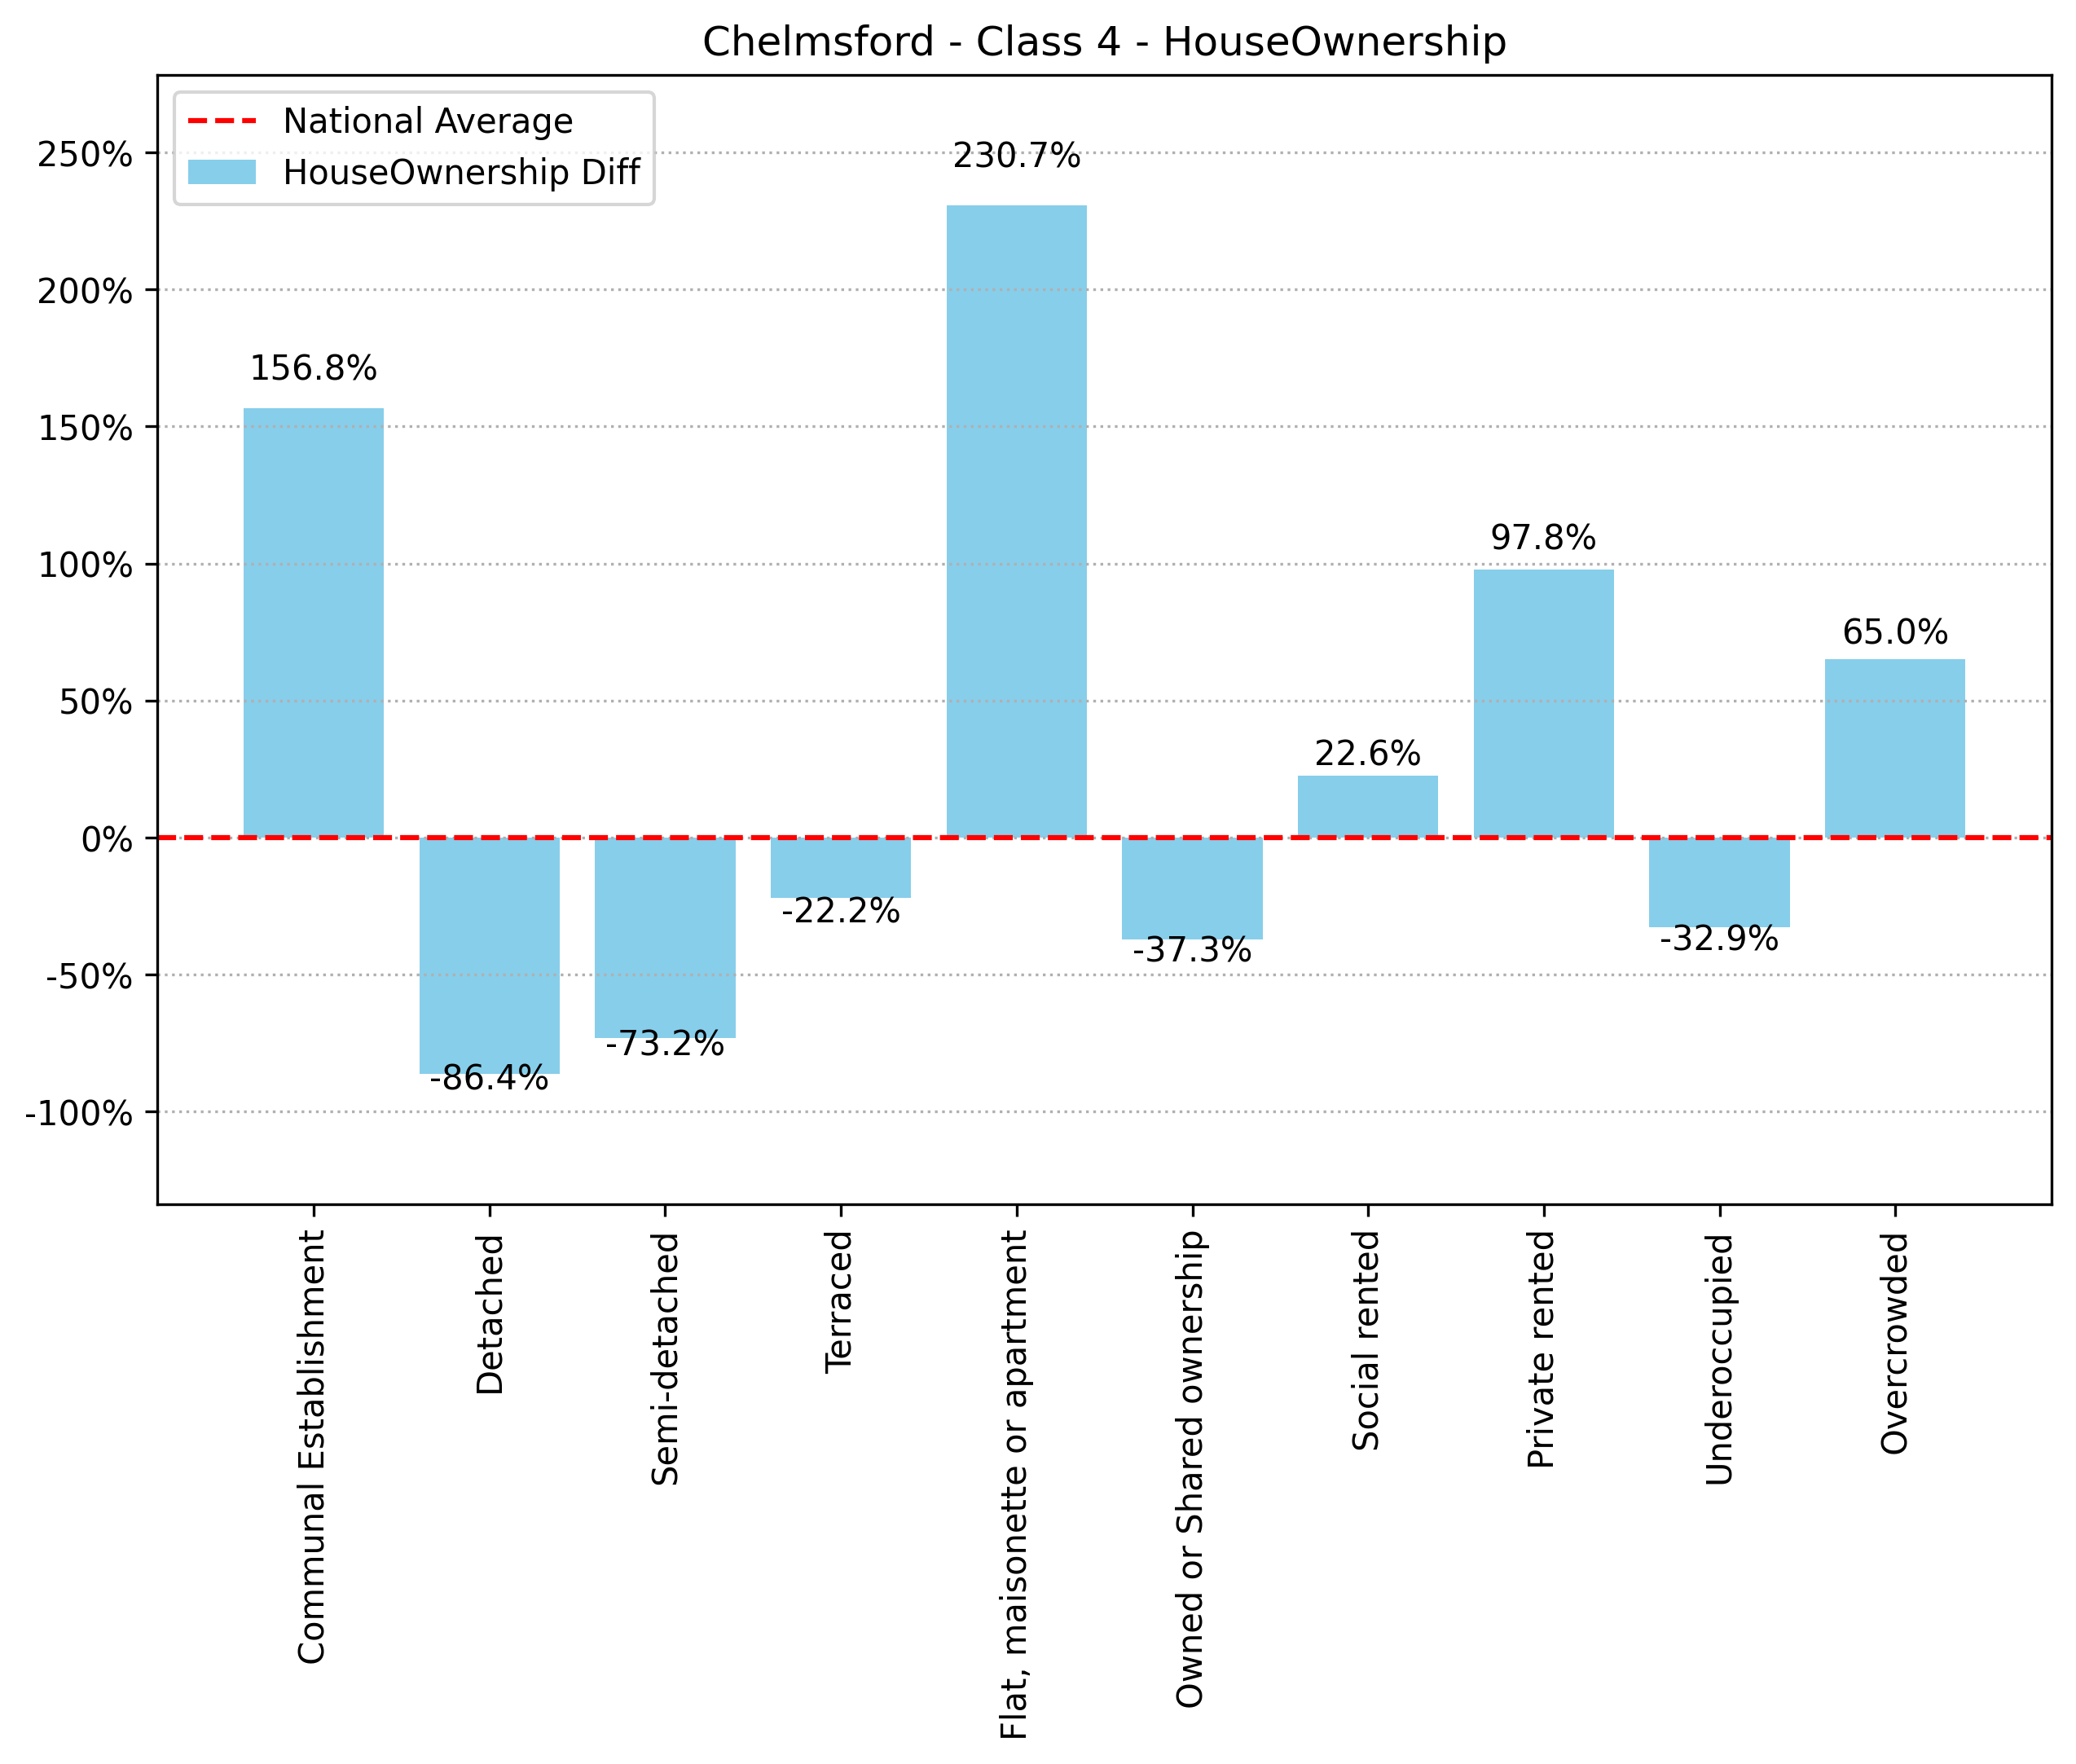 Chelmsford - Class 4 - HouseOwnership
National Average
HouseOwnership Diff
250%
200%
150%
100%
50%
0%
-50%
-100%
156.8%
-86.4%
-73.2%
-22.2%
230.7%
-37.3%
22.6%
97.8%
-32.9%
65.0%
Communal Establishment
Detached
Semi-detached
Terraced
Flat, maisonette or apartment
Owned or Shared ownership
Social rented
Private rented
Underoccupied
Overcrowded